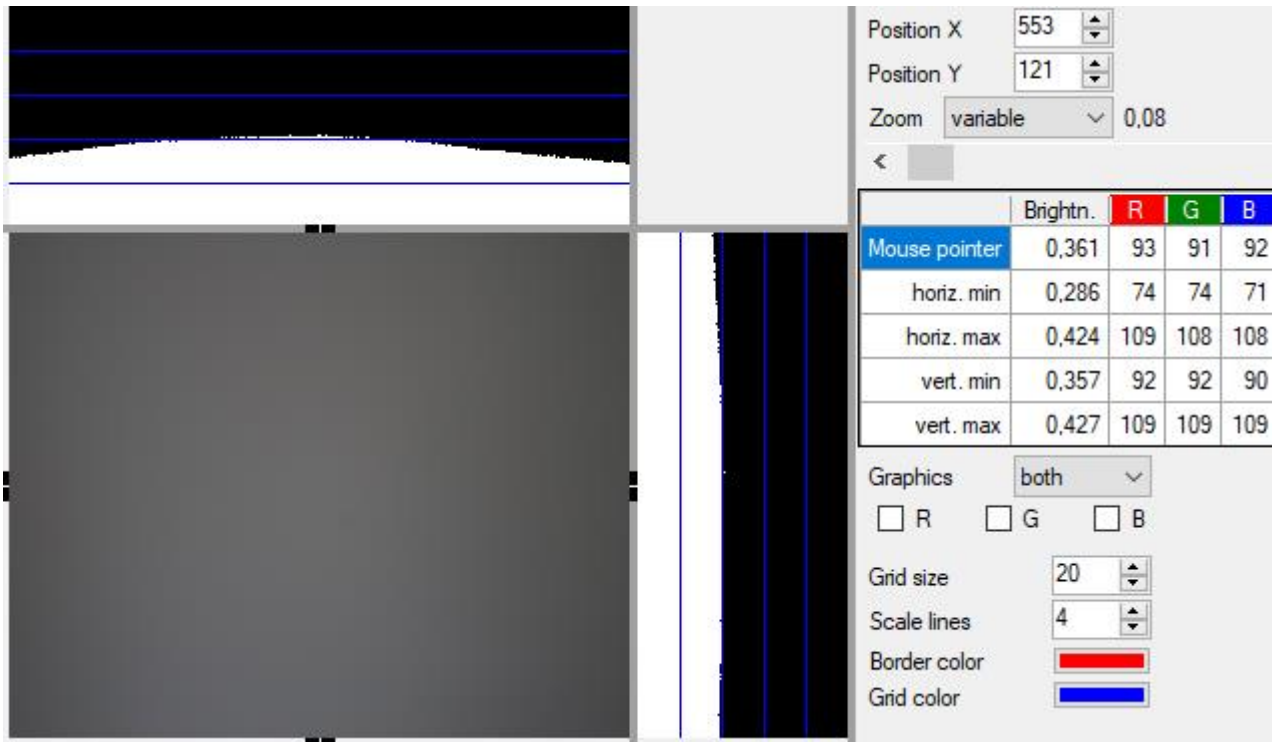 Position X 553
Position Y 121
Zoom variable 0,08
<
Brightn. R G B
Mouse pointer 0,361 93 91 92
horiz. min 0,286 74 74 71
horiz. max 0,424 109 108 108
vert. min 0,357 92 92 90
vert. max 0,427 109 109 109
Graphics both
R G B
Grid size 20
Scale lines 4
Border color
Grid color